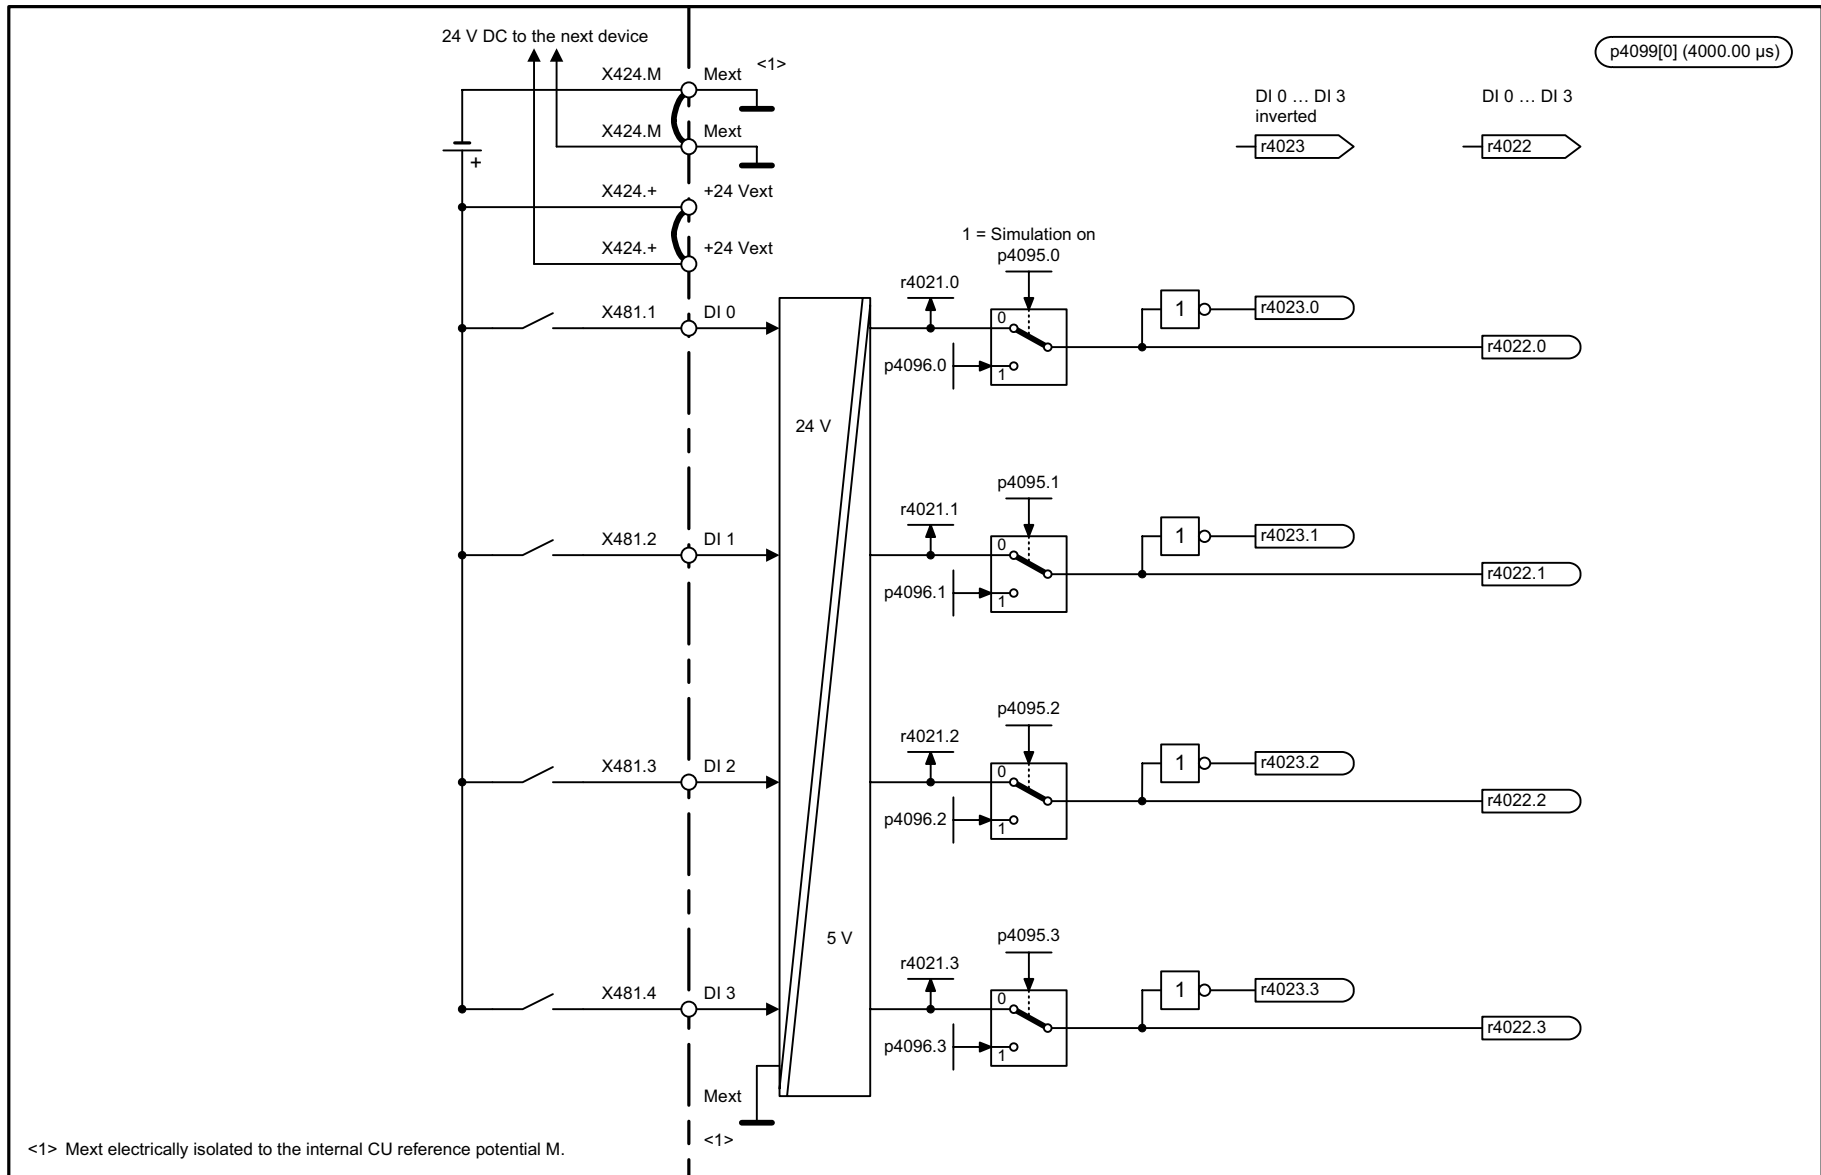 24 V DC to the next device
p4099[0] (4000.00 µs)
X424.M Mext <1>
DI 0 … DI 3
inverted
DI 0 … DI 3
X424.M Mext
r4023
r4022
+
X424.+ +24 Vext
X424.+ +24 Vext
1 = Simulation on
p4095.0
r4021.0
X481.1 DI 0
0
1
r4023.0
r4022.0
p4096.0
1
24 V
p4095.1
r4021.1
X481.2 DI 1
0
1
r4023.1
r4022.1
p4096.1
1
p4095.2
r4021.2
X481.3 DI 2
0
1
r4023.2
r4022.2
p4096.2
1
5 V
p4095.3
r4021.3
X481.4 DI 3
0
1
r4023.3
r4022.3
p4096.3
1
Mext
<1>
<1> Mext electrically isolated to the internal CU reference potential M.